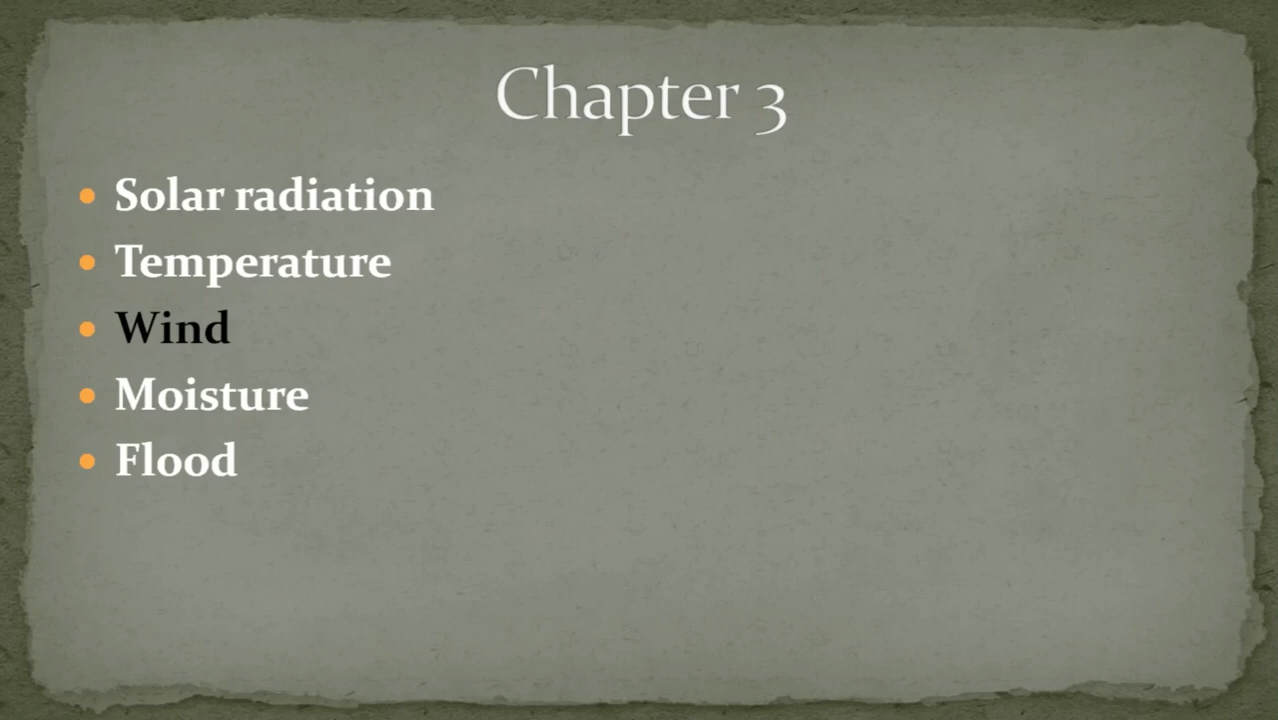 Chapter 3
• Solar radiation
• Temperature
• Wind
• Moisture
• Flood